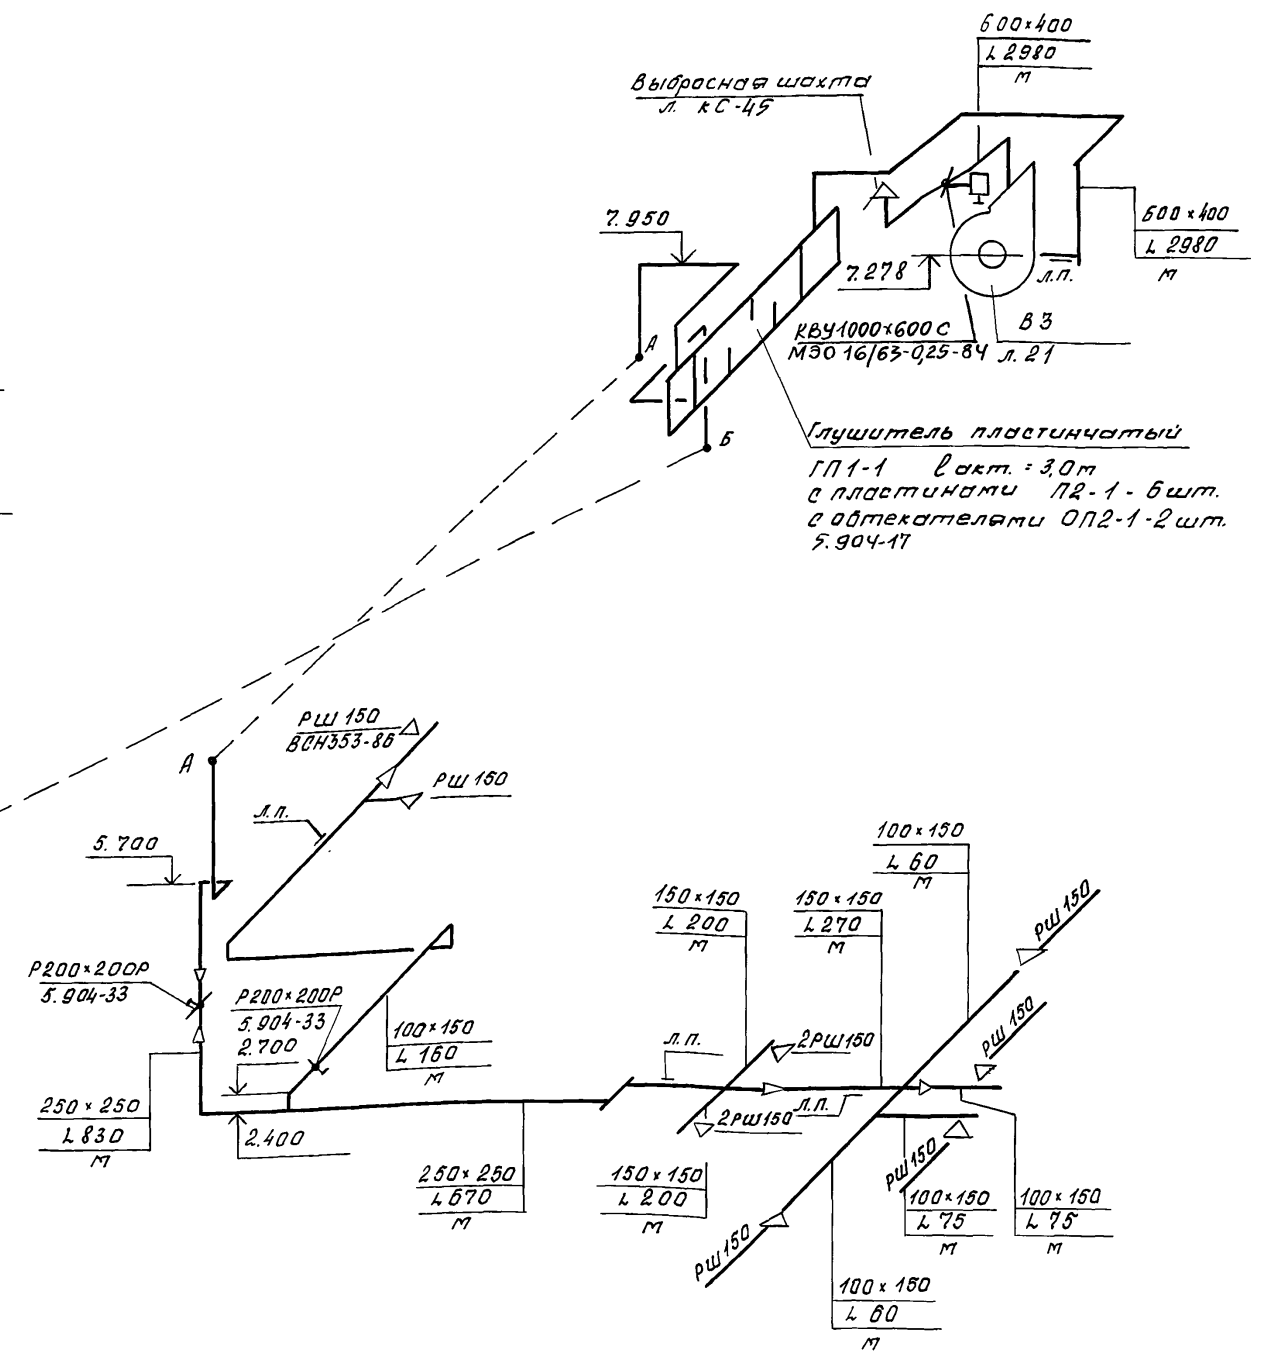 600×400
L 2980
м
Выбросная шахта
л. КС-45
7.950
600×400
L 2980
м
7.278
л.п.
КВУ1000×600 С
МЭО 16/63-0,25-84
В 3
л. 21
А
Б
Глушитель пластинчатый
ГП 1-1 ℓ акт. = 3,0 м
с пластинами П2-1 - 6 шт.
с обтекателями ОП2-1-2 шт.
5.904-17
РШ 150
ВСН353-86
А
РШ 150
л.п.
5.700
100×150
L 60
м
150×150
L 200
м
150×150
L 270
м
РШ 150
Р200×200Р
5.904-33
Р200×200Р
5.904-33
2.700
100×150
L 160
м
л.п.
2РШ150
РШ 150
250×250
L 830
м
2.400
2РШ150
л.п.
РШ150
250×250
L 670
м
150×150
L 200
м
100×150
L 75
м
100×150
L 75
м
РШ150
100×150
L 60
м